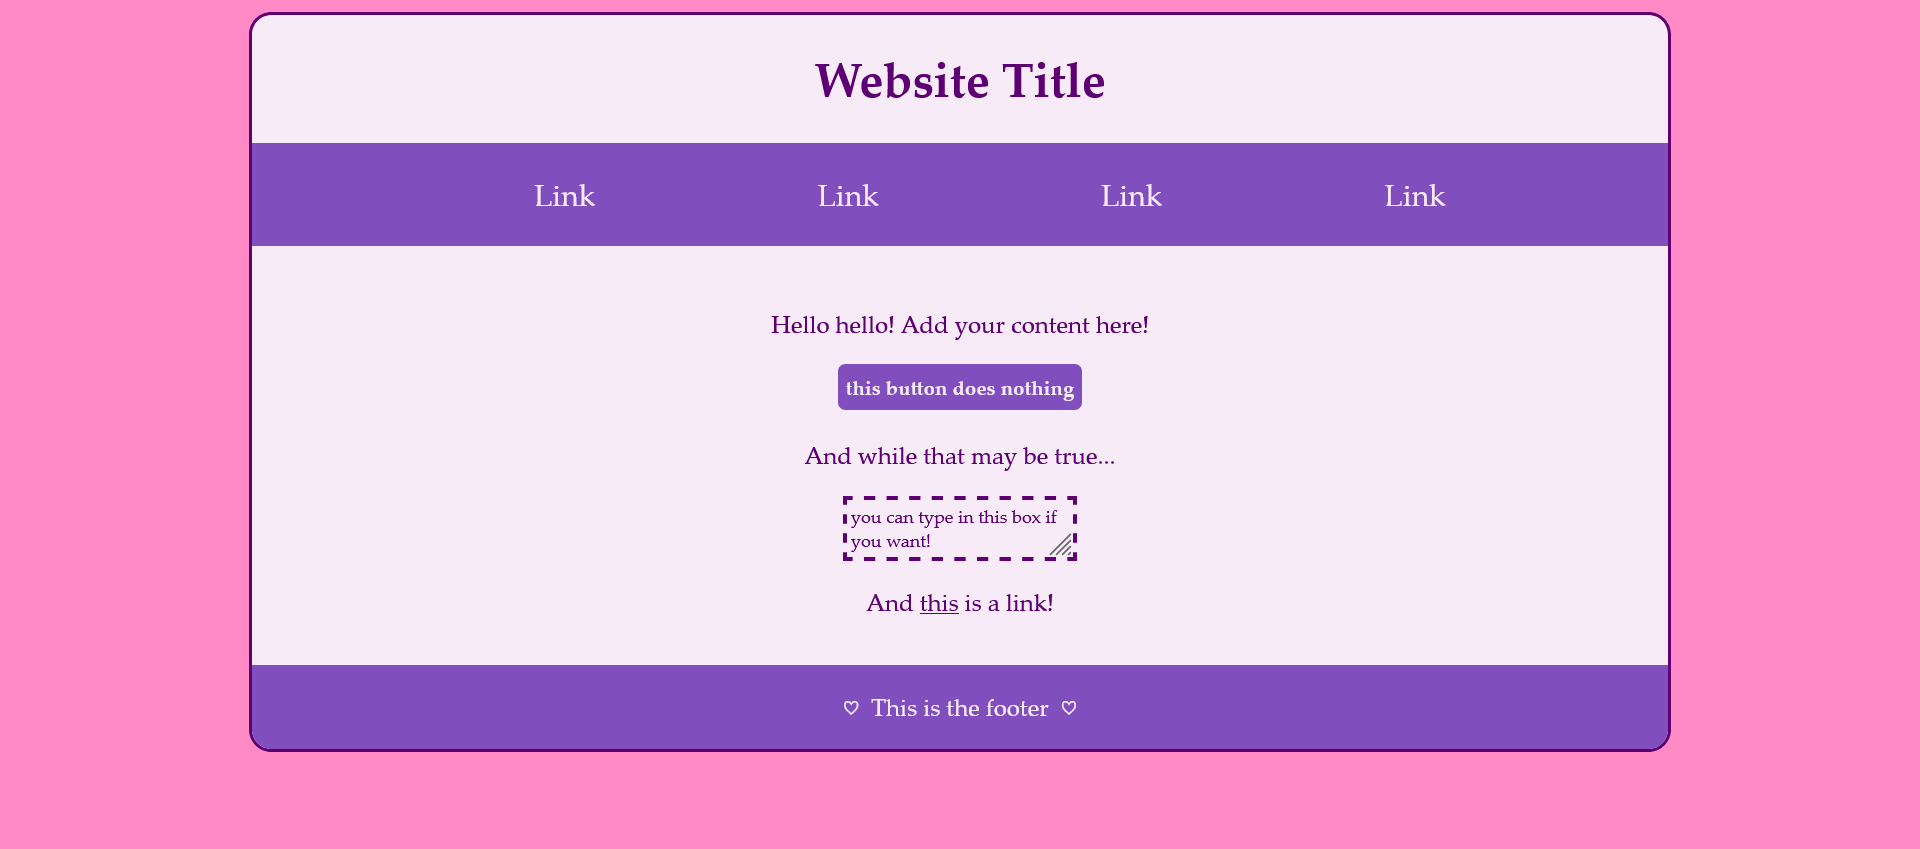 Website Title
Link Link Link Link
Hello hello! Add your content here!
this button does nothing
And while that may be true...
you can type in this box if
you want!
And this is a link!
♡ This is the footer ♡